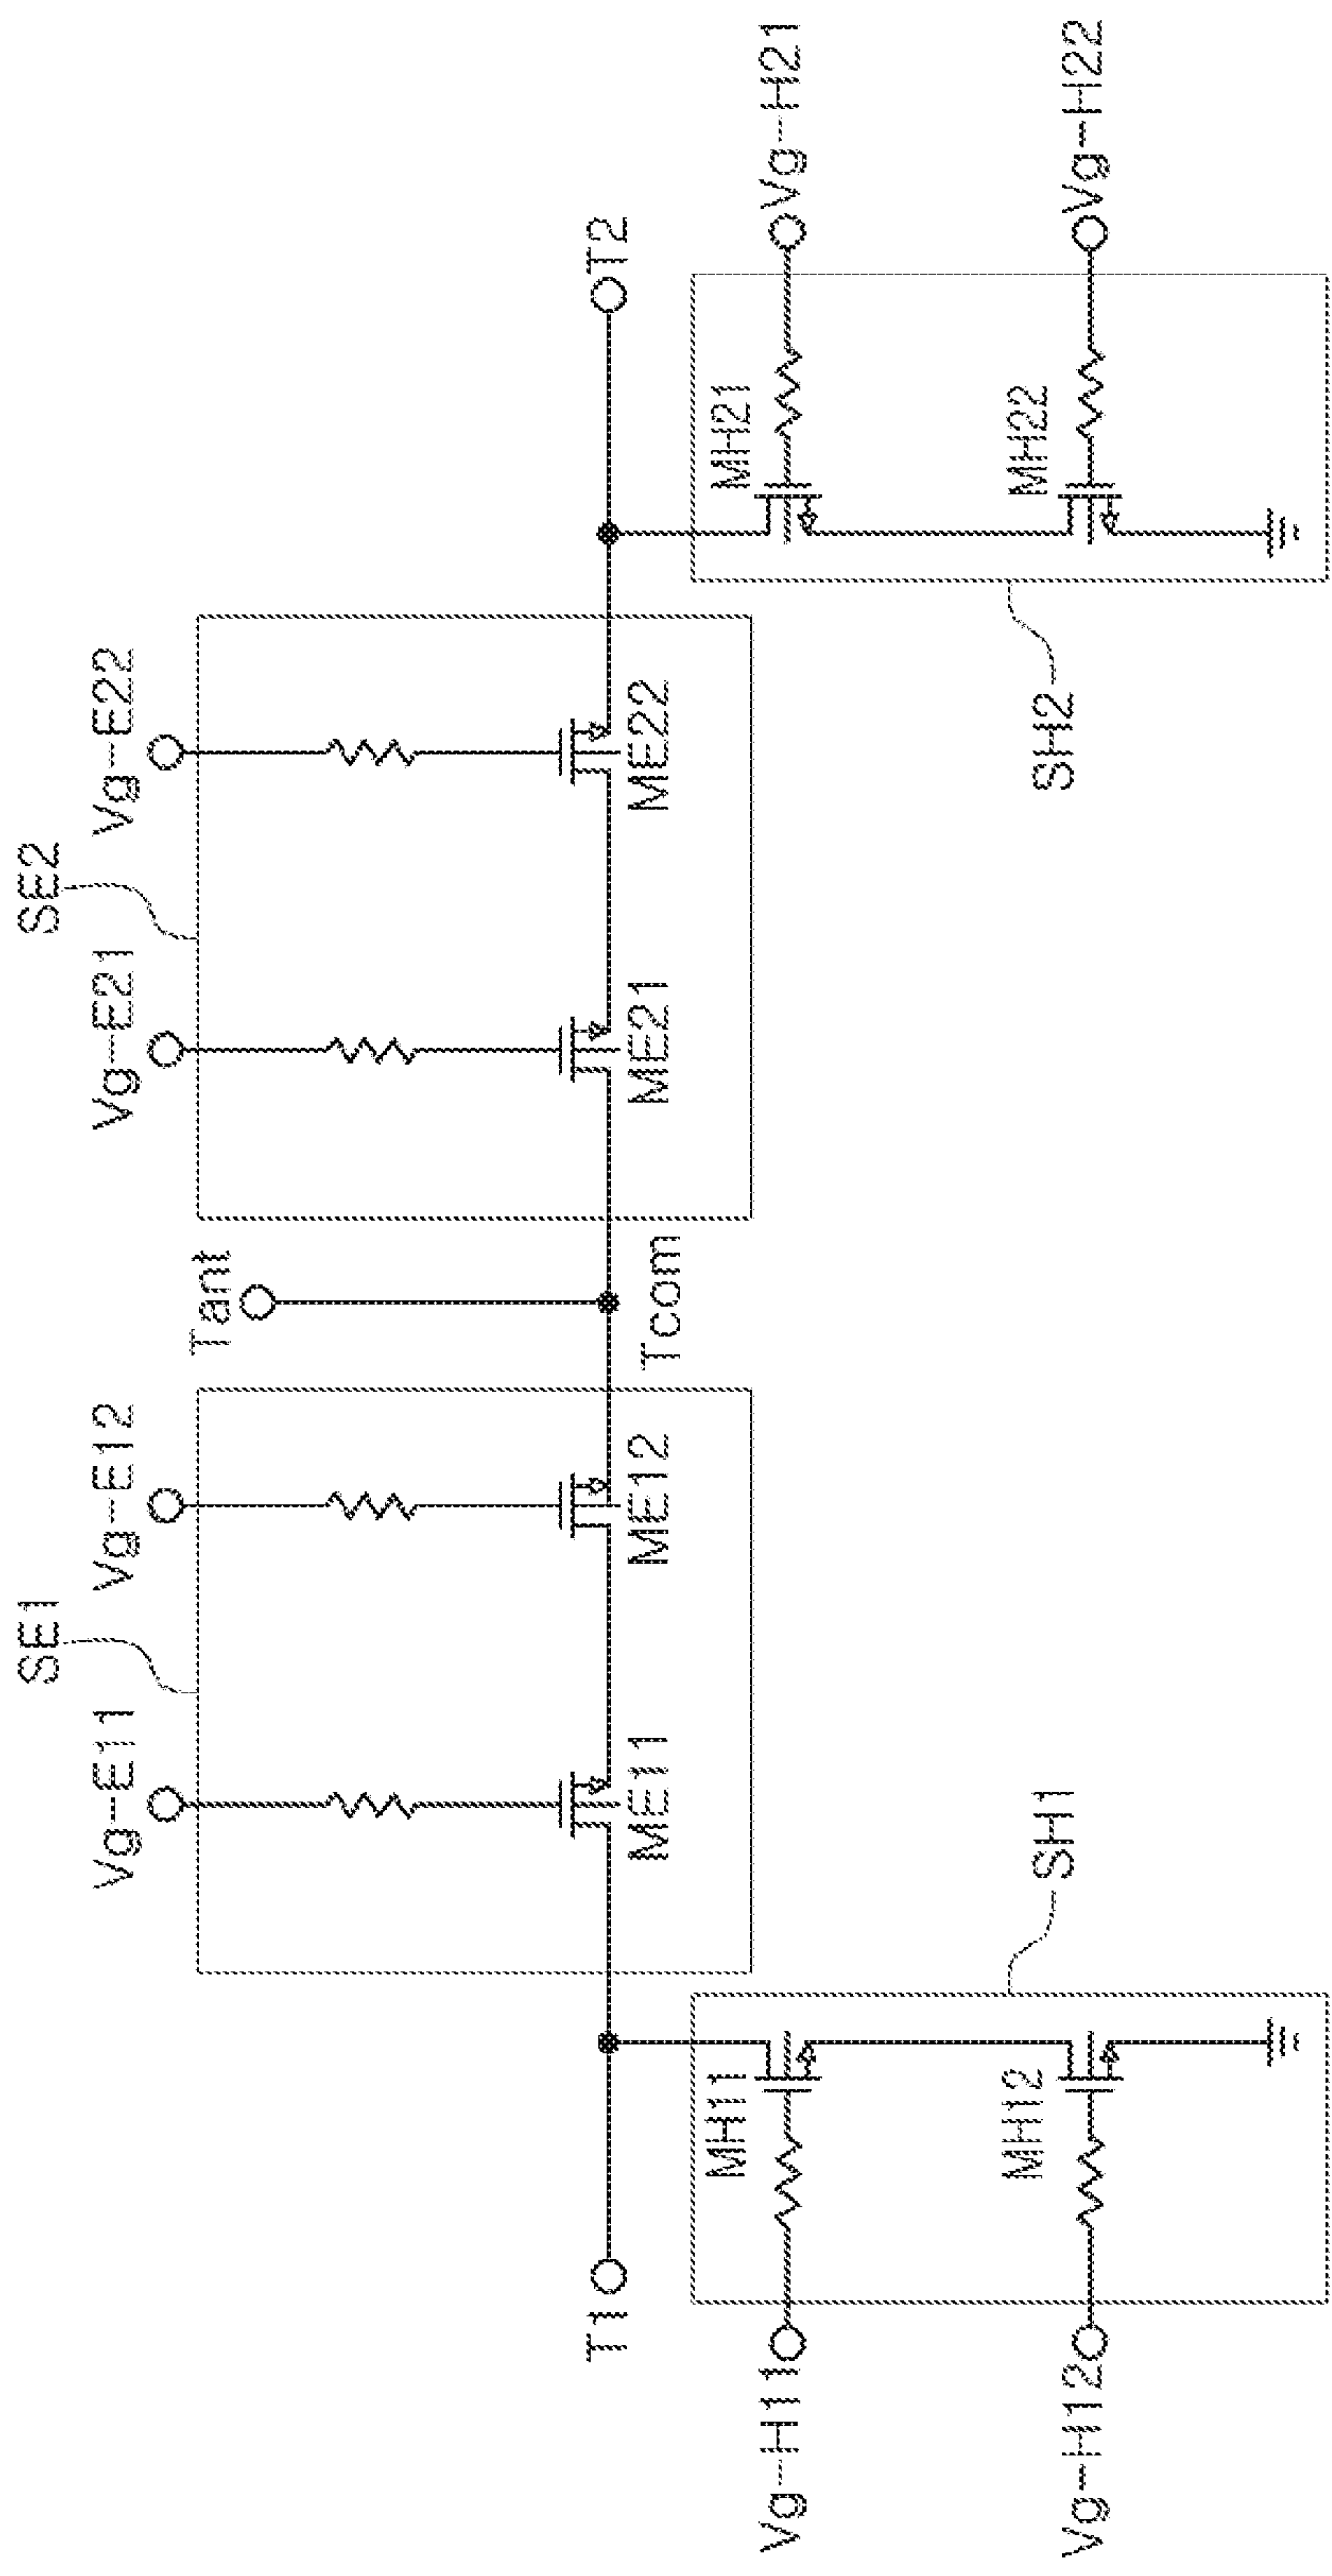 SE1
SE2
Vg-E11
Vg-E12
Vg-E21
Vg-E22
Tant
T1
ME11
ME12
Tcom
ME21
ME22
T2
MH11
Vg-H11
MH12
Vg-H12
SH1
MH21
Vg-H21
MH22
Vg-H22
SH2